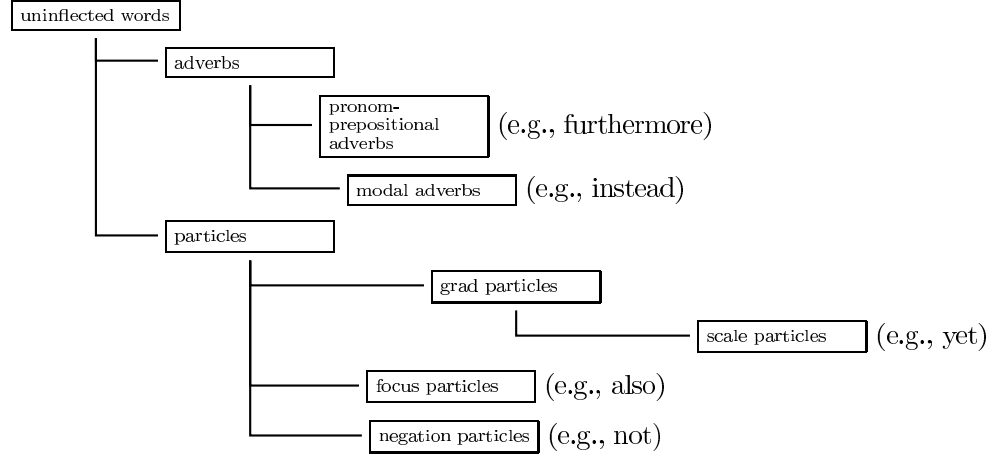 uninflected words
adverbs
pronom-
prepositional
adverbs
(e.g., furthermore)
modal adverbs (e.g., instead)
particles
grad particles
scale particles (e.g., yet)
focus particles (e.g., also)
negation particles (e.g., not)